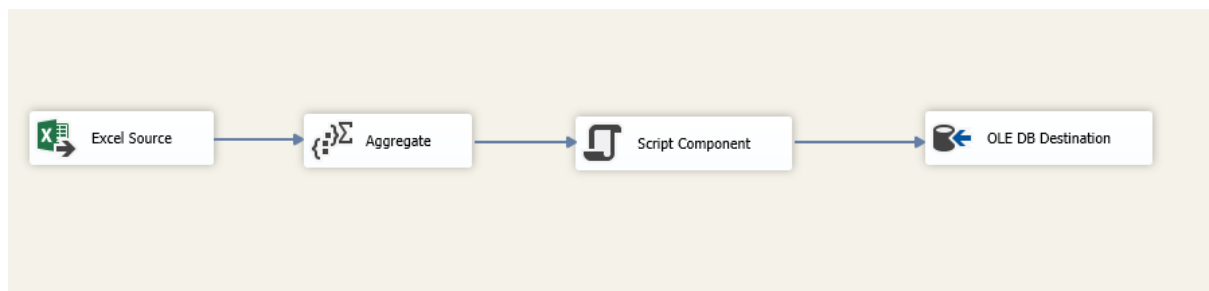 Excel Source
Aggregate
Script Component
OLE DB Destination